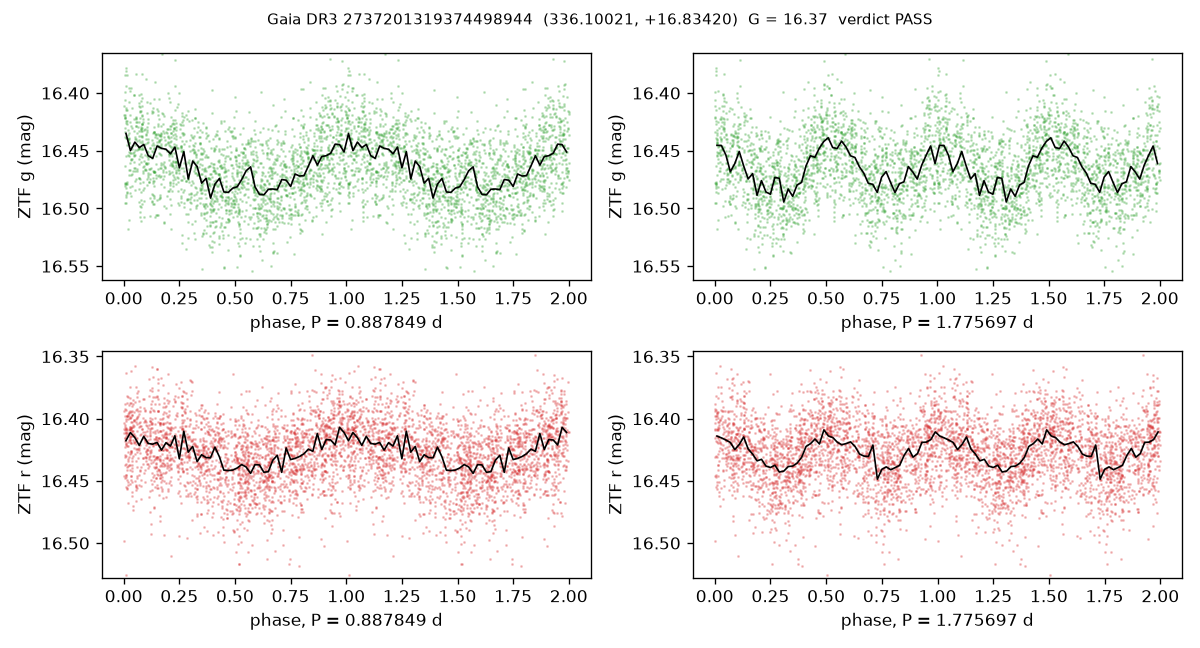 Gaia DR3 2737201319374498944  (336.10021, +16.83420)  G = 16.37  verdict PASS
ZTF g (mag)
16.40
16.45
16.50
16.55
0.00 0.25 0.50 0.75 1.00 1.25 1.50 1.75 2.00
phase, P = 0.887849 d
ZTF g (mag)
16.40
16.45
16.50
16.55
0.00 0.25 0.50 0.75 1.00 1.25 1.50 1.75 2.00
phase, P = 1.775697 d
ZTF r (mag)
16.35
16.40
16.45
16.50
0.00 0.25 0.50 0.75 1.00 1.25 1.50 1.75 2.00
phase, P = 0.887849 d
ZTF r (mag)
16.35
16.40
16.45
16.50
0.00 0.25 0.50 0.75 1.00 1.25 1.50 1.75 2.00
phase, P = 1.775697 d